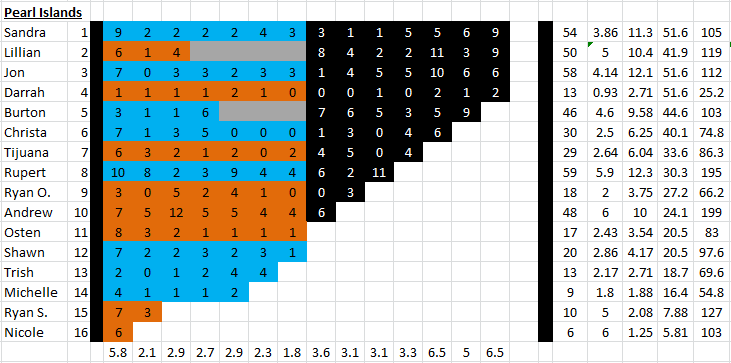 Pearl Islands
Sandra 1 9 2 2 2 2 4 3 3 1 1 5 5 6 9 54 3.86 11.3 51.6 105
Lillian 2 6 1 4 8 4 2 2 11 3 9 50 5 10.4 41.9 119
Jon 3 7 0 3 3 2 3 3 1 4 5 5 10 6 6 58 4.14 12.1 51.6 112
Darrah 4 1 1 1 1 2 1 0 0 0 1 0 2 1 2 13 0.93 2.71 51.6 25.2
Burton 5 3 1 1 6 7 6 5 3 5 9 46 4.6 9.58 44.6 103
Christa 6 7 1 3 5 0 0 0 1 3 0 4 6 30 2.5 6.25 40.1 74.8
Tijuana 7 6 3 2 1 2 0 2 4 5 0 4 29 2.64 6.04 33.6 86.3
Rupert 8 10 8 2 3 9 4 4 6 2 11 59 5.9 12.3 30.3 195
Ryan O. 9 3 0 5 2 4 1 0 0 3 18 2 3.75 27.2 66.2
Andrew 10 7 5 12 5 5 4 4 6 48 6 10 24.1 199
Osten 11 8 3 2 1 1 1 1 17 2.43 3.54 20.5 83
Shawn 12 7 2 2 3 2 3 1 20 2.86 4.17 20.5 97.6
Trish 13 2 0 1 2 4 4 13 2.17 2.71 18.7 69.6
Michelle 14 4 1 1 1 2 9 1.8 1.88 16.4 54.8
Ryan S. 15 7 3 10 5 2.08 7.88 127
Nicole 16 6 6 6 1.25 5.81 103
5.8 2.1 2.9 2.7 2.9 2.3 1.8 3.6 3.1 3.1 3.3 6.5 5 6.5